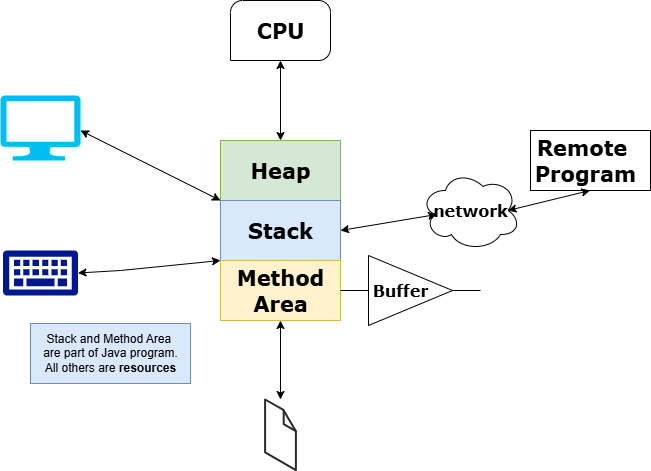 CPU
Heap
Remote
Program
Stack
network
Method
Area
Buffer
Stack and Method Area
are part of Java program.
All others are resources